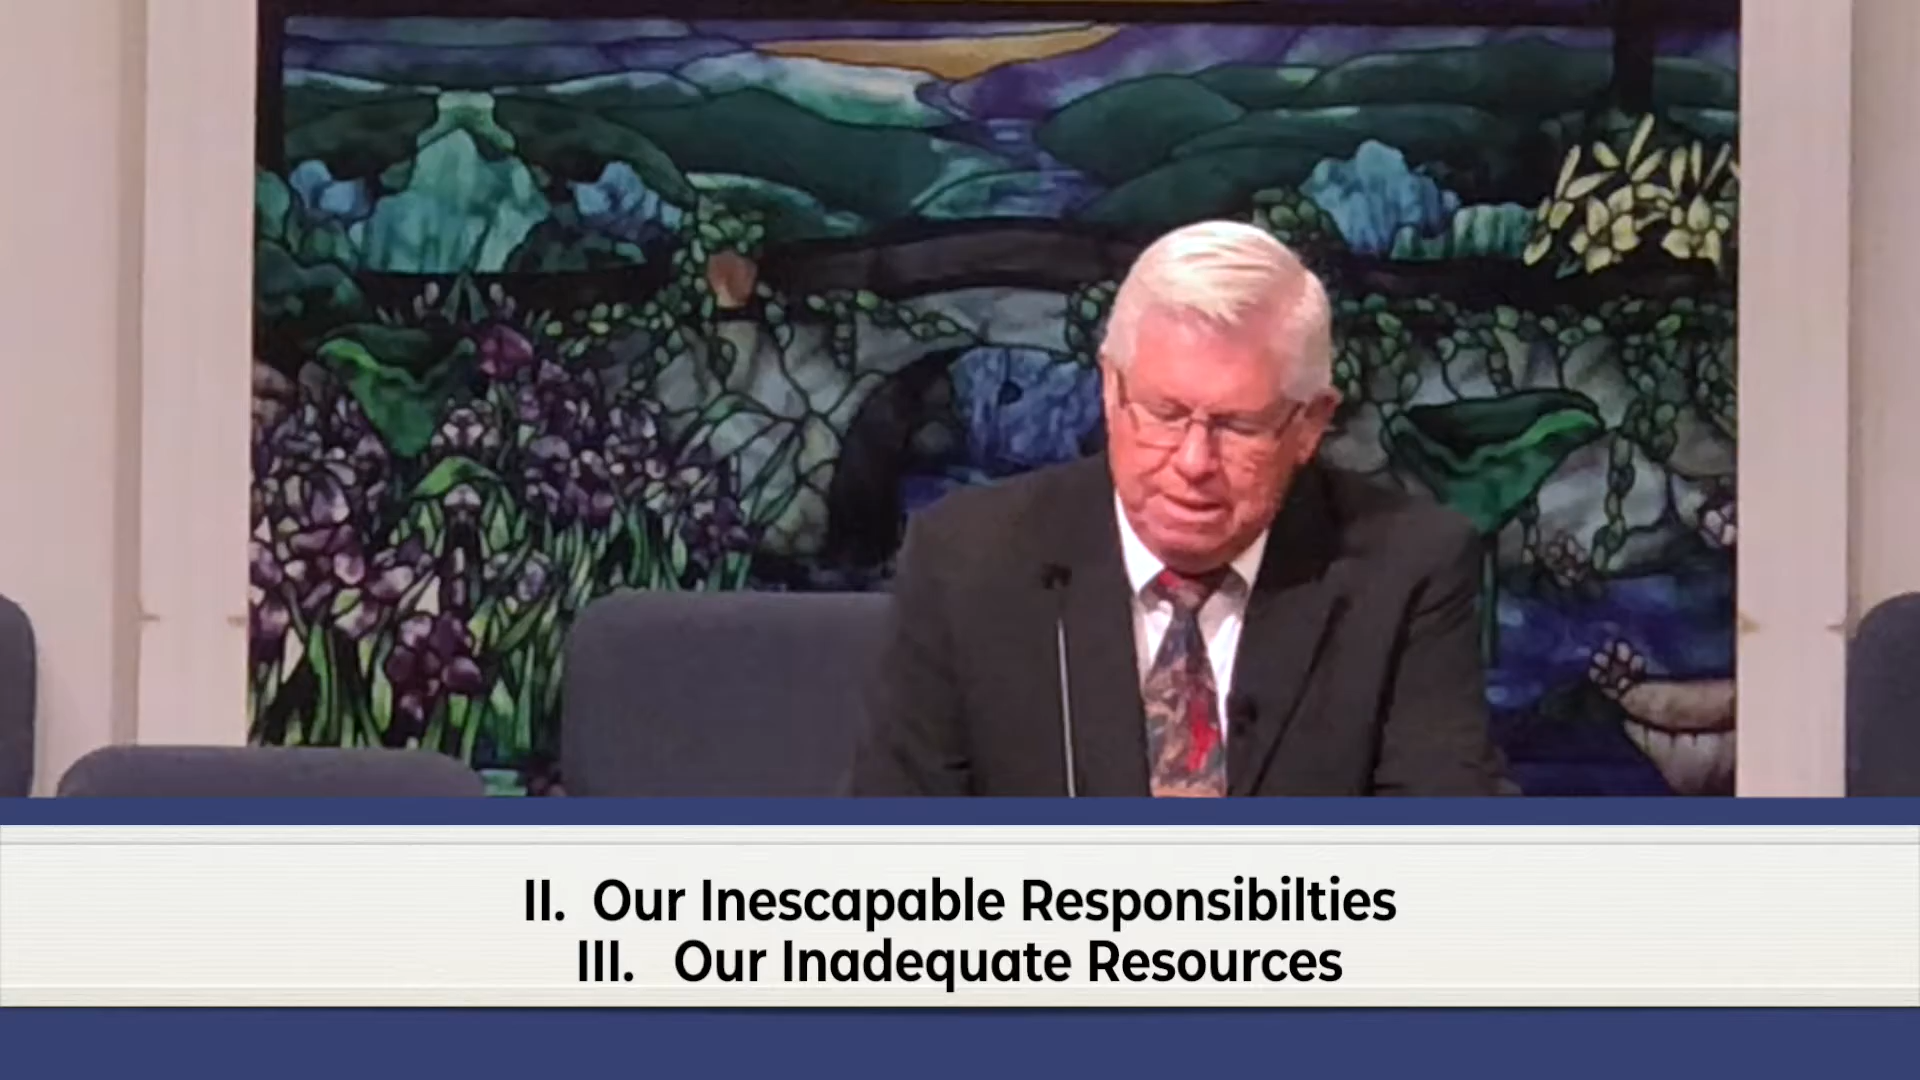 II. Our Inescapable Responsibilties
III. Our Inadequate Resources